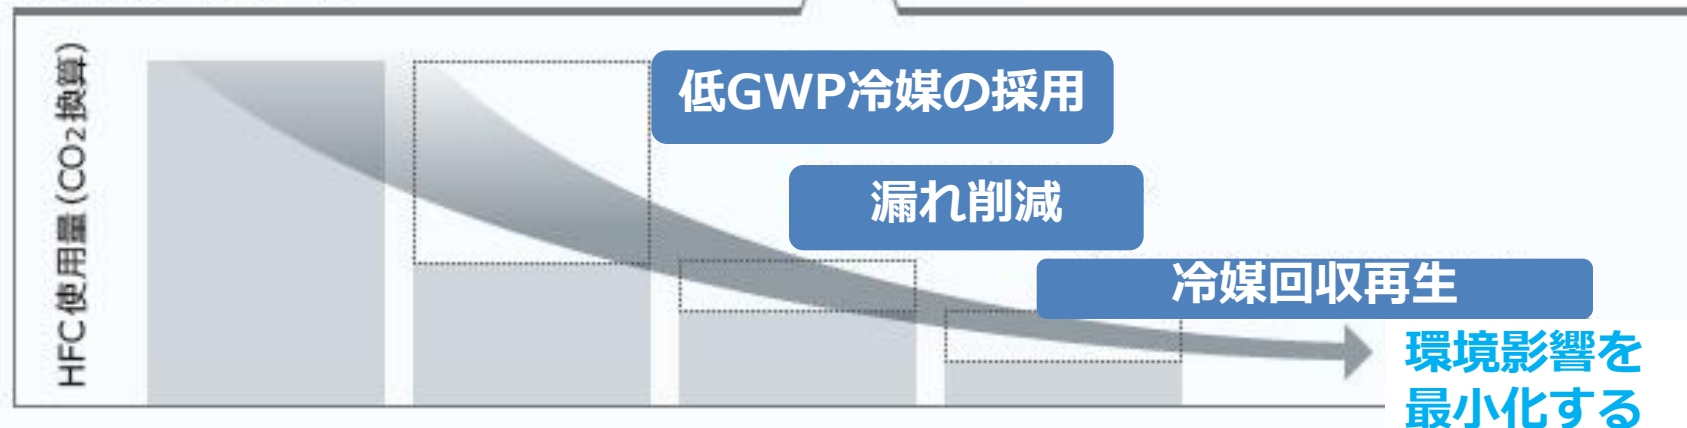 HFC使用量(CO2換算)
低GWP冷媒の採用
漏れ削減
冷媒回収再生
環境影響を
最小化する